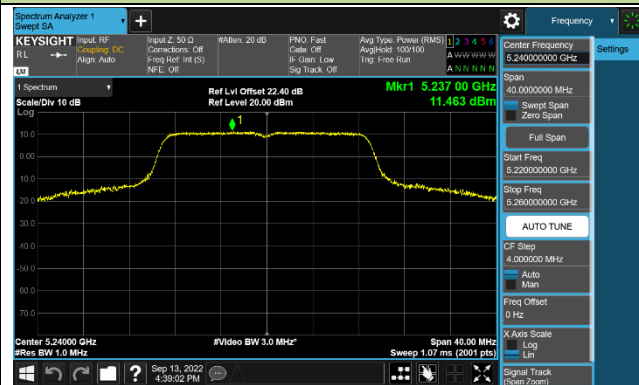 Spectrum Analyzer 1
Swept SA
+
Frequency
KEYSIGHT Input: RF Input Z: 50 Ω #Atten: 20 dB PNO: Fast Avg Type: Power (RMS) 1 2 3 4 5 6
RL Coupling: DC Corrections: Off Gate: Off Avg|Hold: 100/100 A W W W W W
Align: Auto Freq Ref: Int (S) IF Gain: Low Trig: Free Run
LXI NFE: Off Sig Track: Off A N N N N N
1 Spectrum
Scale/Div 10 dB
Ref Lvl Offset 22.40 dB
Ref Level 20.00 dBm
Mkr1 5.237 00 GHz
11.463 dBm
Log
1
10.0
0.00
-10.0
-20.0
-30.0
-40.0
-50.0
-60.0
-70.0
Center 5.24000 GHz #Video BW 3.0 MHz* Span 40.00 MHz
#Res BW 1.0 MHz Sweep 1.07 ms (2001 pts)
Center Frequency
5.240000000 GHz
Settings
Span
40.0000000 MHz
Swept Span
Zero Span
Full Span
Start Freq
5.220000000 GHz
Stop Freq
5.260000000 GHz
AUTO TUNE
CF Step
4.000000 MHz
Auto
Man
Freq Offset
0 Hz
X Axis Scale
Log
Lin
Signal Track
(Span Zoom)
?
Sep 13, 2022
4:39:02 PM